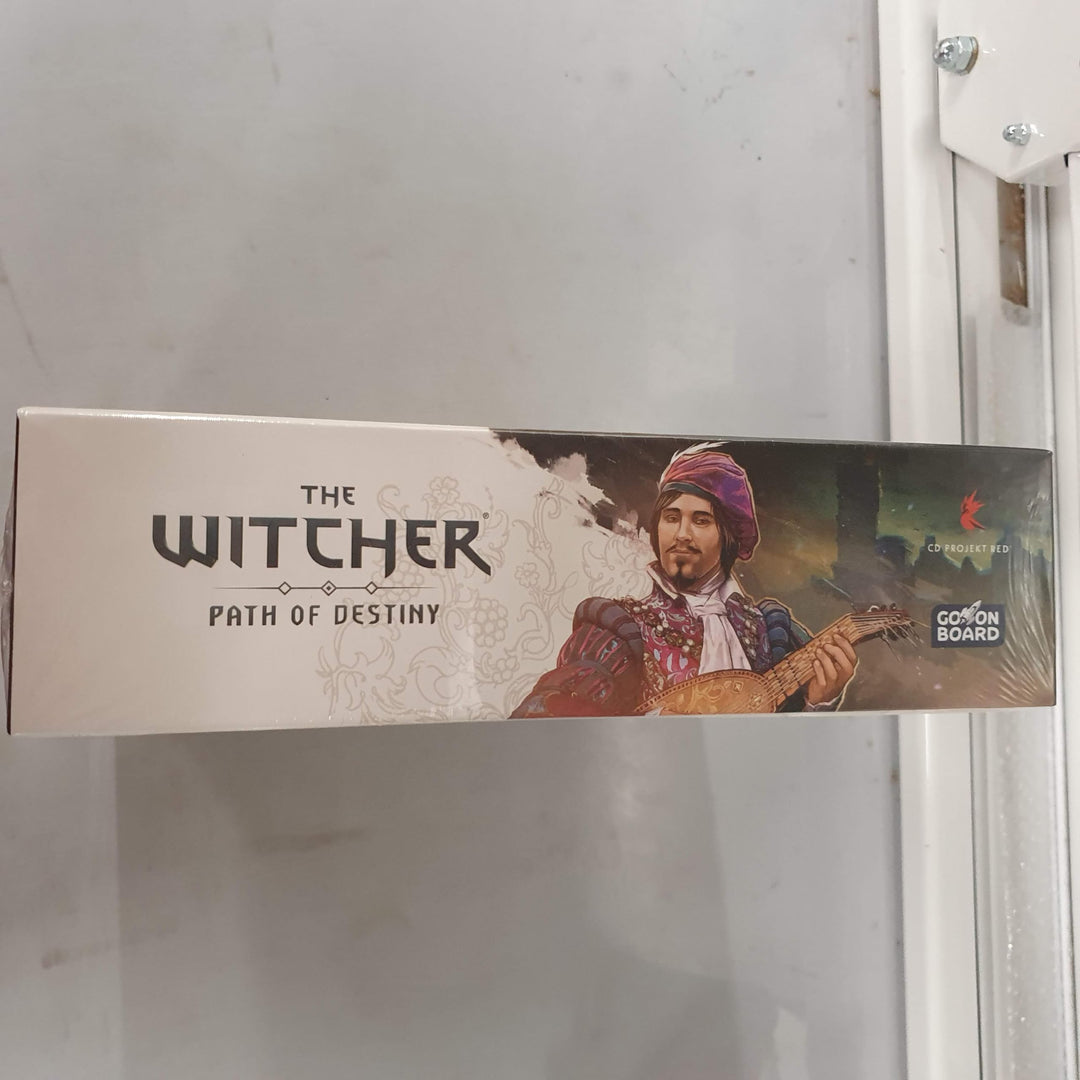 THE
WITCHER®
PATH OF DESTINY
CD PROJEKT RED®
GO ON
BOARD